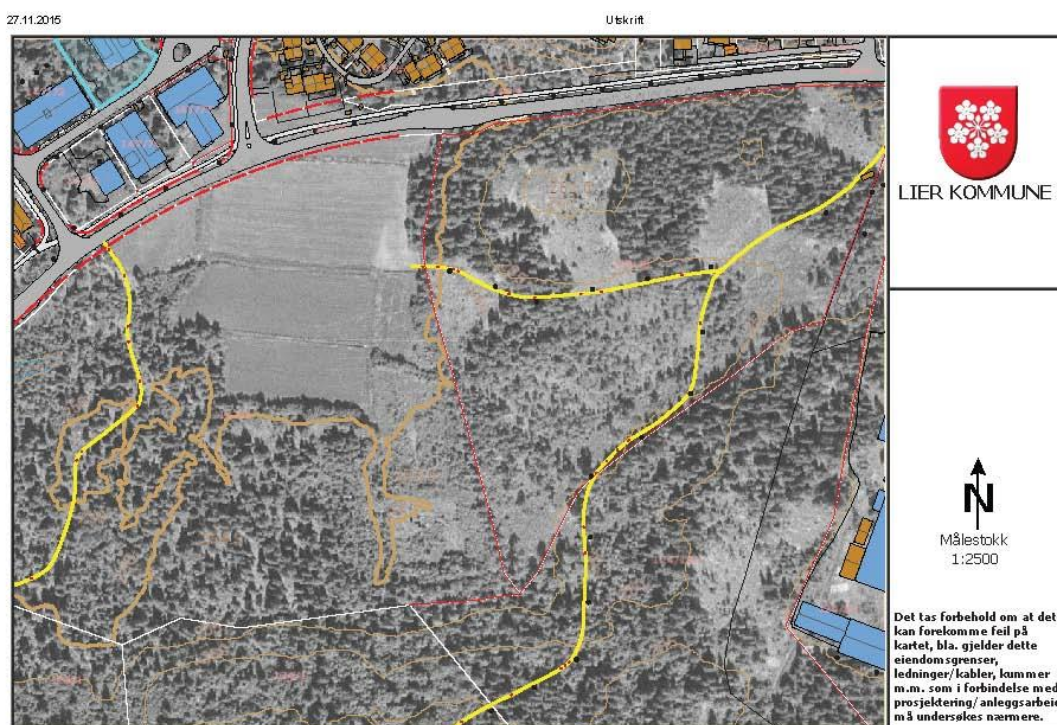 27.11.2015
Utskrift
LIER KOMMUNE
N
Målestokk
1:2500
Det tas forbehold om at det
kan forekomme feil på
kartet, bla. gjelder dette
eiendomsgrenser,
ledninger/kabler, kummer
m.m. som i forbindelse med
prosjektering/anleggsarbei
må undersøkes nærmere.